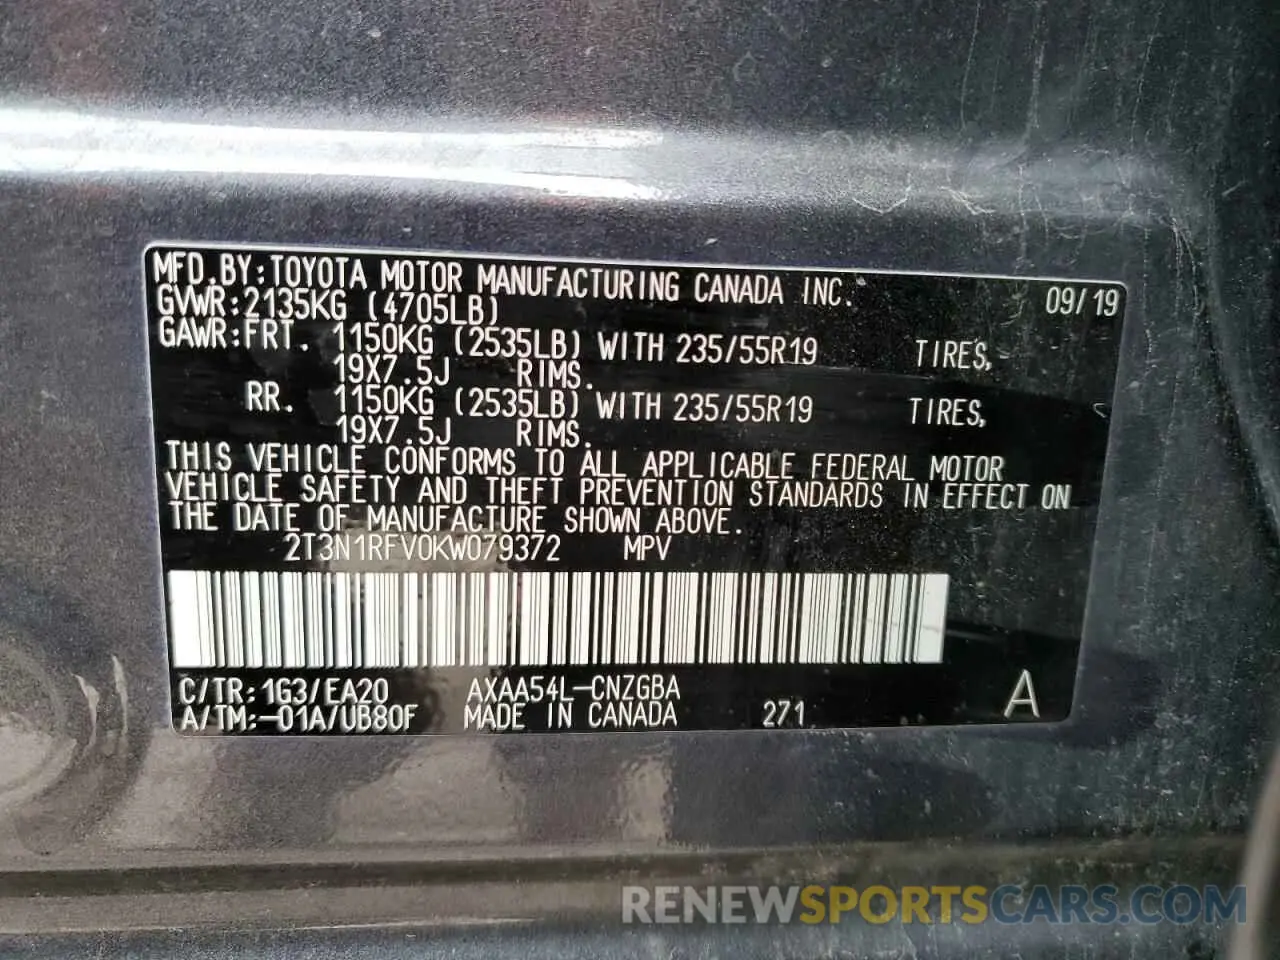 MFD.BY:TOYOTA MOTOR MANUFACTURING CANADA INC. 09/19
GVWR:2135KG (4705LB)
GAWR:FRT. 1150KG (2535LB) WITH 235/55R19 TIRES,
19X7.5J RIMS.
RR. 1150KG (2535LB) WITH 235/55R19 TIRES,
19X7.5J RIMS.
THIS VEHICLE CONFORMS TO ALL APPLICABLE FEDERAL MOTOR
VEHICLE SAFETY AND THEFT PREVENTION STANDARDS IN EFFECT ON
THE DATE OF MANUFACTURE SHOWN ABOVE.
2T3N1RFV0KW079372 MPV
C/TR:1G3/EA20 AXAA54L-CNZGBA A
A/TM:-01A/UB80F MADE IN CANADA 271
RENEWSPORTSCARS.COM